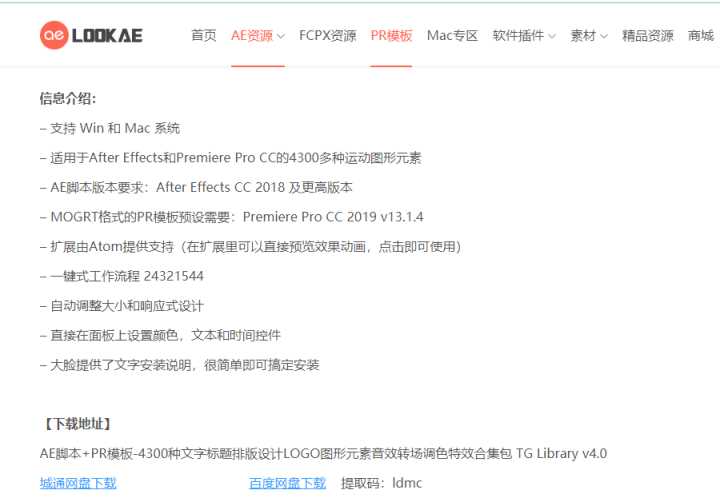 ae LOOKAE 首页 AE资源 FCPX资源 PR模板 Mac专区 软件插件 素材 精品资源 商城
信息介绍：
– 支持 Win 和 Mac 系统
– 适用于After Effects和Premiere Pro CC的4300多种运动图形元素
– AE脚本版本要求：After Effects CC 2018 及更高版本
– MOGRT格式的PR模板预设需要：Premiere Pro CC 2019 v13.1.4
– 扩展由Atom提供支持（在扩展里可以直接预览效果动画，点击即可使用）
– 一键式工作流程 24321544
– 自动调整大小和响应式设计
– 直接在面板上设置颜色，文本和时间控件
– 大脸提供了文字安装说明，很简单即可搞定安装
【下载地址】
AE脚本+PR模板-4300种文字标题排版设计LOGO图形元素音效转场调色特效合集包 TG Library v4.0
城通网盘下载 百度网盘下载 提取码：ldmc